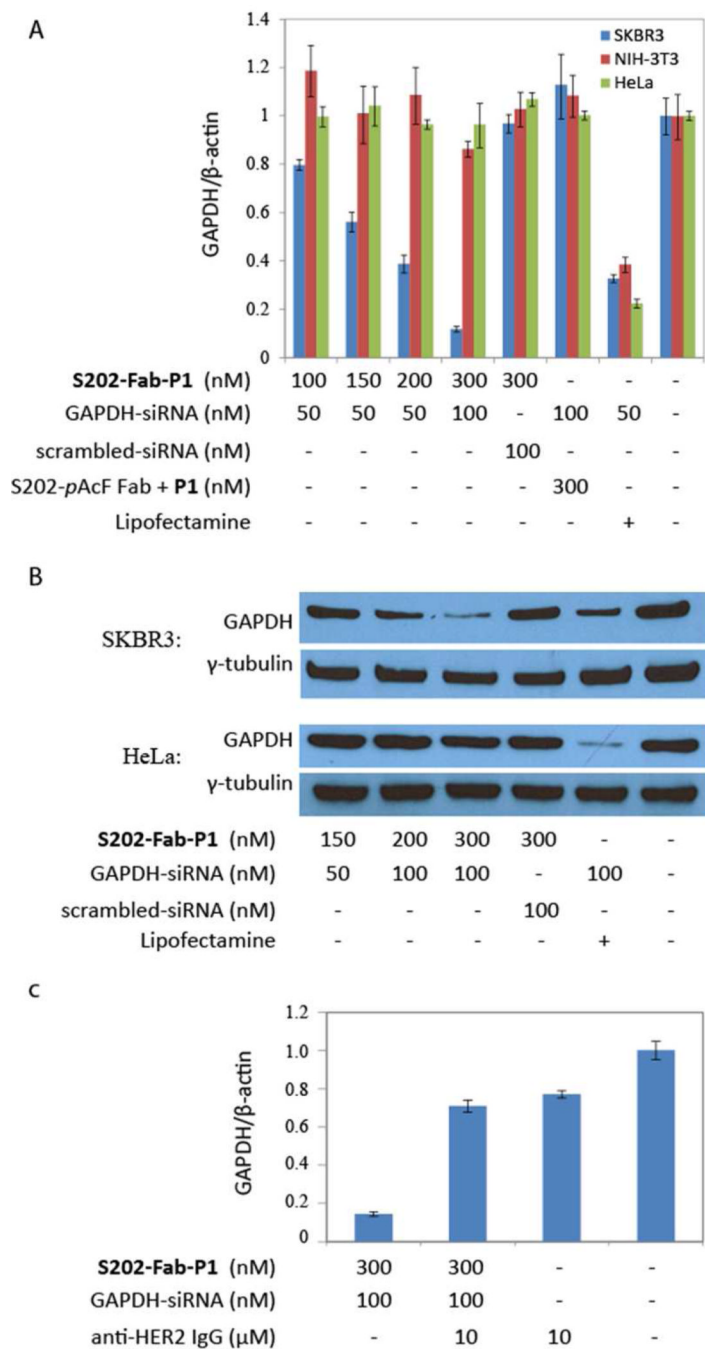 A
SKBR3
NIH-3T3
HeLa
1.4
1.2
1
0.8
0.6
0.4
0.2
0
GAPDH/β-actin
S202-Fab-P1 (nM) 100 150 200 300 300 - - -
GAPDH-siRNA (nM) 50 50 50 100 - 100 50 -
scrambled-siRNA (nM) - - - - 100 - - -
S202-pAcF Fab + P1 (nM) - - - - - 300 - -
Lipofectamine - - - - - - + -
B
SKBR3:
GAPDH
γ-tubulin
HeLa:
GAPDH
γ-tubulin
S202-Fab-P1 (nM) 150 200 300 300 - -
GAPDH-siRNA (nM) 50 100 100 - 100 -
scrambled-siRNA (nM) - - - 100 - -
Lipofectamine - - - - + -
c
1.2
1.0
0.8
0.6
0.4
0.2
0
GAPDH/β-actin
S202-Fab-P1 (nM) 300 300 - -
GAPDH-siRNA (nM) 100 100 - -
anti-HER2 IgG (μM) - 10 10 -